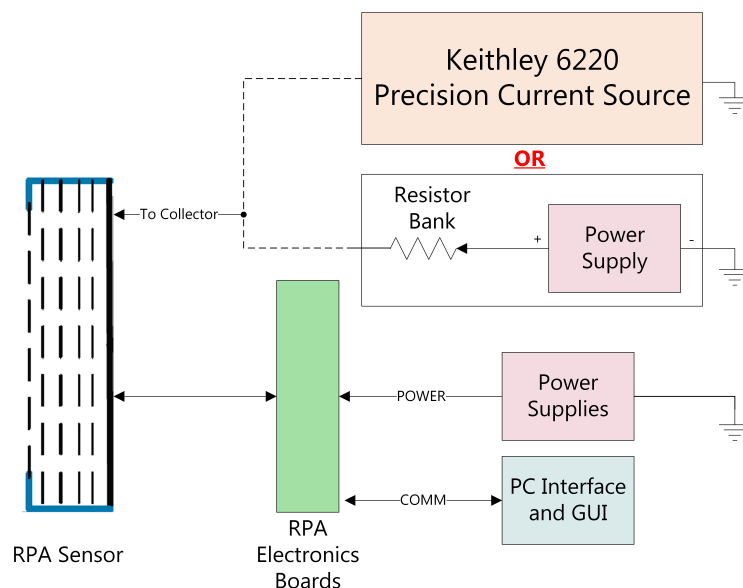 Keithley 6220
Precision Current Source
OR
Resistor
Bank
To Collector
+
Power
Supply
-
POWER
Power
Supplies
COMM
PC Interface
and GUI
RPA Sensor
RPA
Electronics
Boards